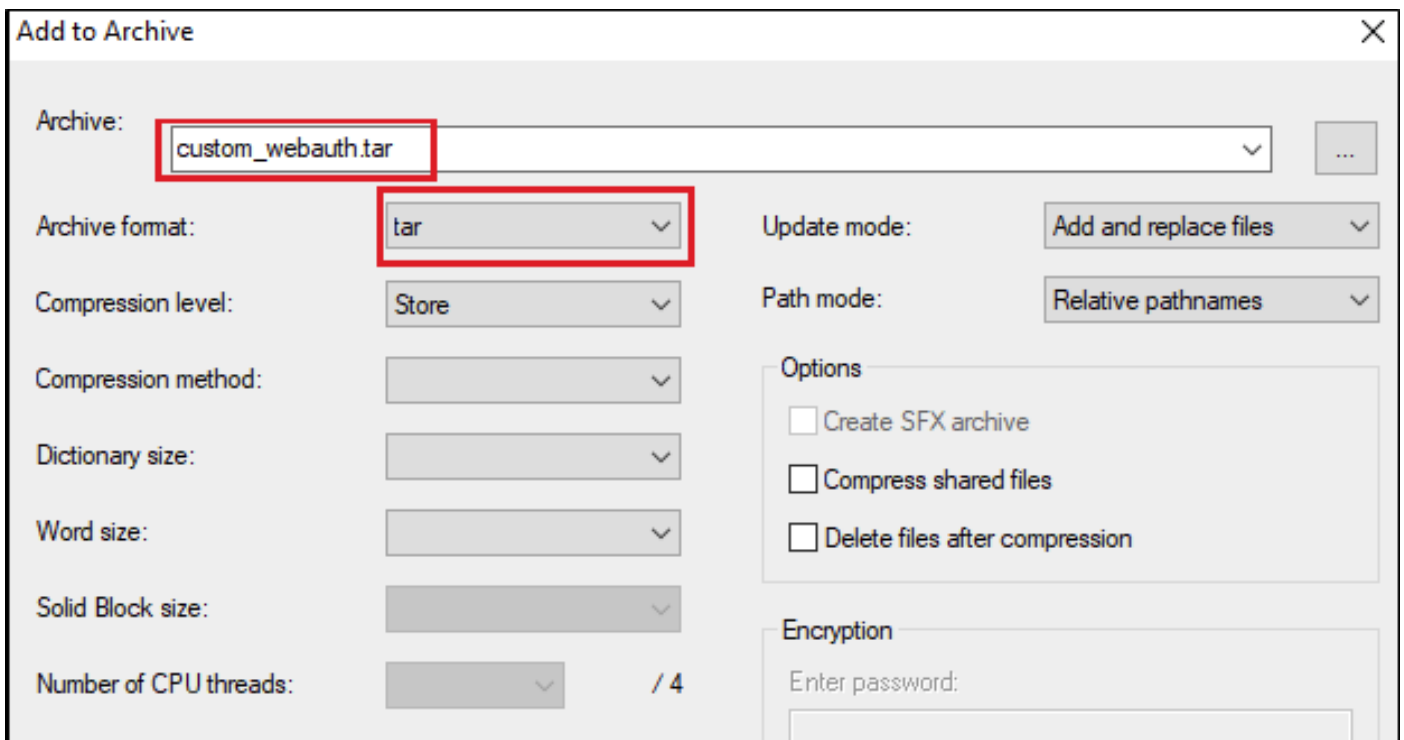 Add to Archive
Archive:
custom_webauth.tar
...
Archive format:
tar
Update mode:
Add and replace files
Compression level:
Store
Path mode:
Relative pathnames
Compression method:
Options
Create SFX archive
Dictionary size:
Compress shared files
Word size:
Delete files after compression
Solid Block size:
Encryption
Number of CPU threads:
/ 4
Enter password: